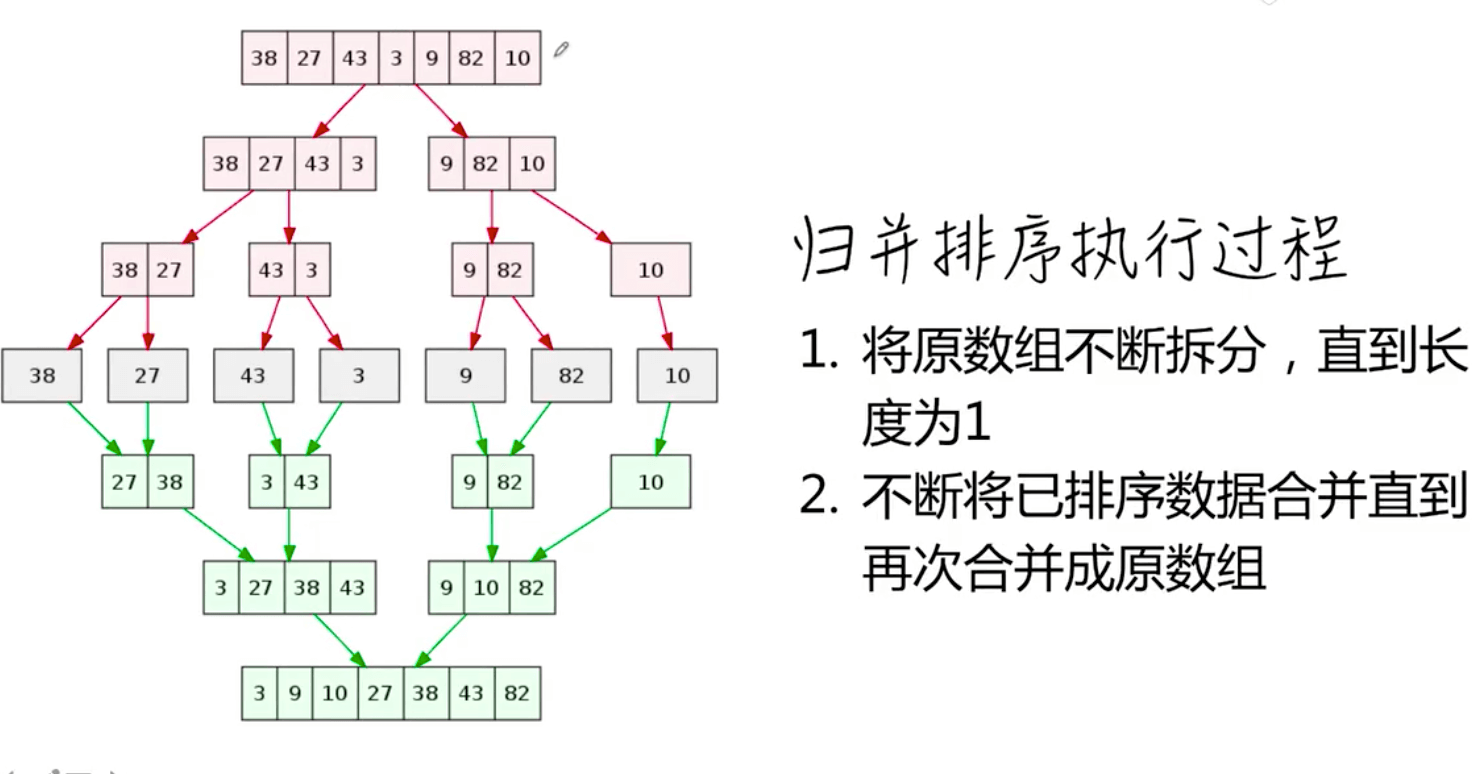 38 27 43 3 9 82 10
38 27 43 3 9 82 10
38 27 43 3 9 82 10
38 27 43 3 9 82 10
27 38 3 43 9 82 10
3 27 38 43 9 10 82
3 9 10 27 38 43 82
归并排序执行过程
1. 将原数组不断拆分，直到长
度为1
2. 不断将已排序数据合并直到
再次合并成原数组